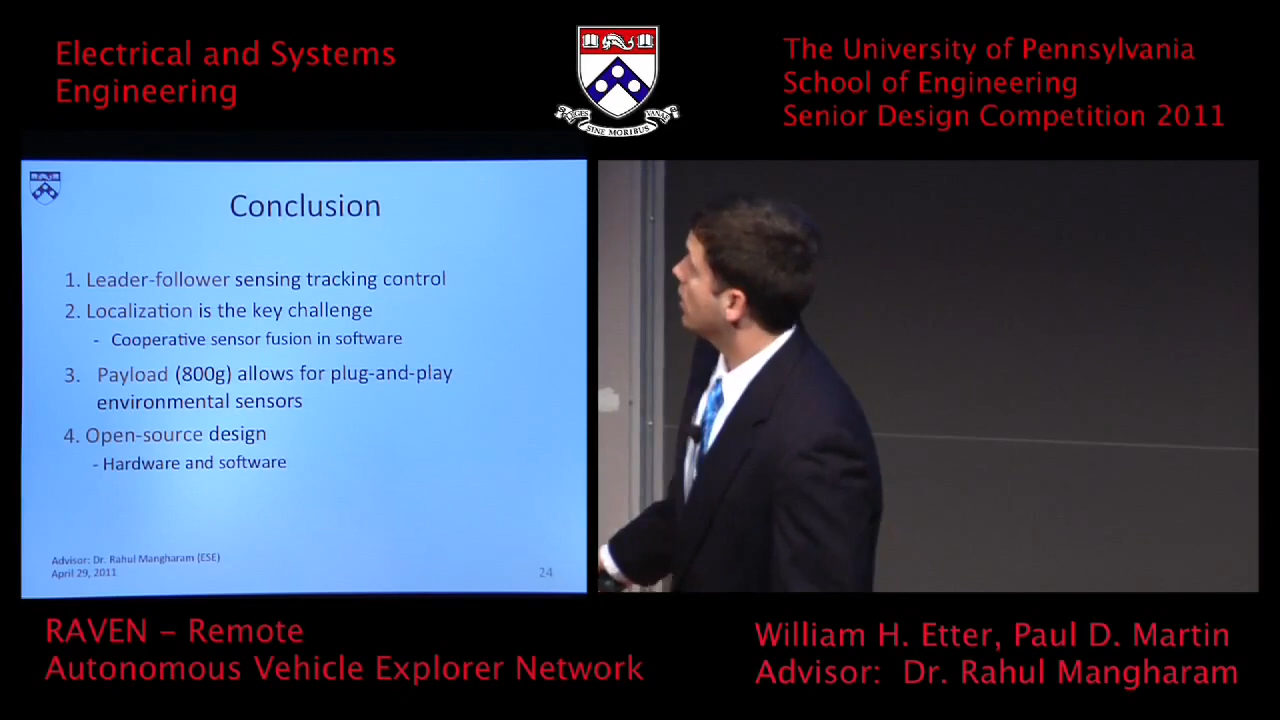 Electrical and Systems
Engineering
The University of Pennsylvania
School of Engineering
Senior Design Competition 2011
SINE MORIBUS
Conclusion
1. Leader-follower sensing tracking control
2. Localization is the key challenge
- Cooperative sensor fusion in software
3. Payload (800g) allows for plug-and-play
environmental sensors
4. Open-source design
- Hardware and software
Advisor: Dr. Rahul Mangharam (ESE)
April 29, 2011
24
RAVEN - Remote
Autonomous Vehicle Explorer Network
William H. Etter, Paul D. Martin
Advisor: Dr. Rahul Mangharam